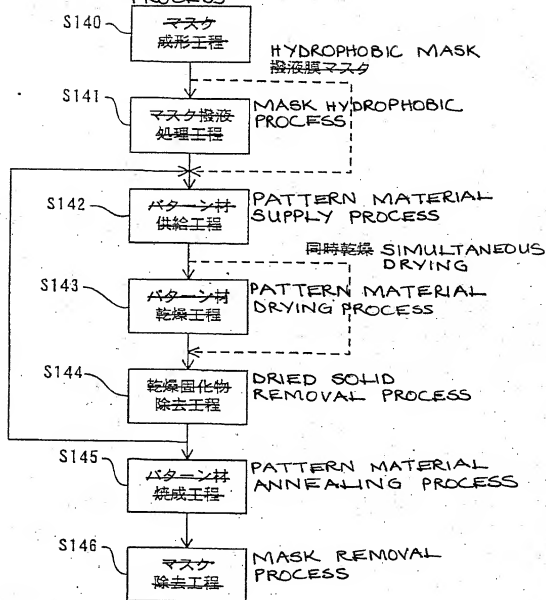 PROCESS
S140
マスク
成形工程
HYDROPHOBIC MASK
撥液膜マスク
S141
マスク撥液
処理工程
MASK HYDROPHOBIC
PROCESS
S142
パターン材
供給工程
PATTERN MATERIAL
SUPPLY PROCESS
同時乾燥 SIMULTANEOUS
DRYING
S143
パターン材
乾燥工程
PATTERN MATERIAL
DRYING PROCESS
S144
乾燥固化物
除去工程
DRIED SOLID
REMOVAL PROCESS
S145
パターン材
焼成工程
PATTERN MATERIAL
ANNEALING PROCESS
S146
マスク
除去工程
MASK REMOVAL
PROCESS